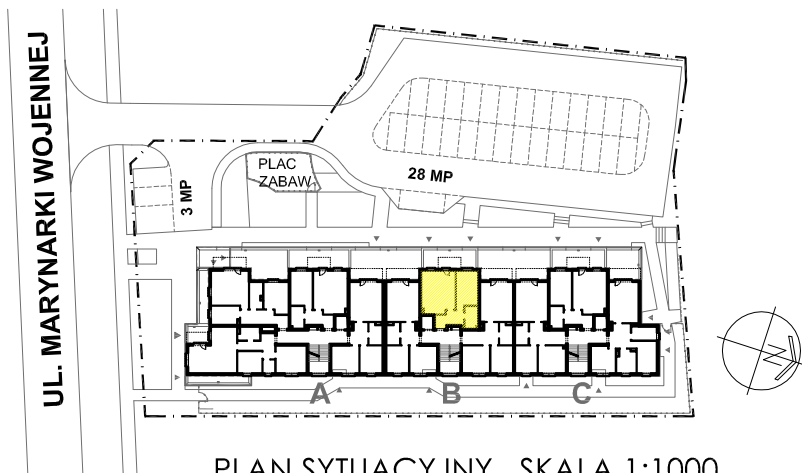 UL. MARYNARKI WOJENNEJ
PLAC
ZABAW
28 MP
3 MP
A
B
C
N
PLAN SYTUACYJNY SKALA 1:1000